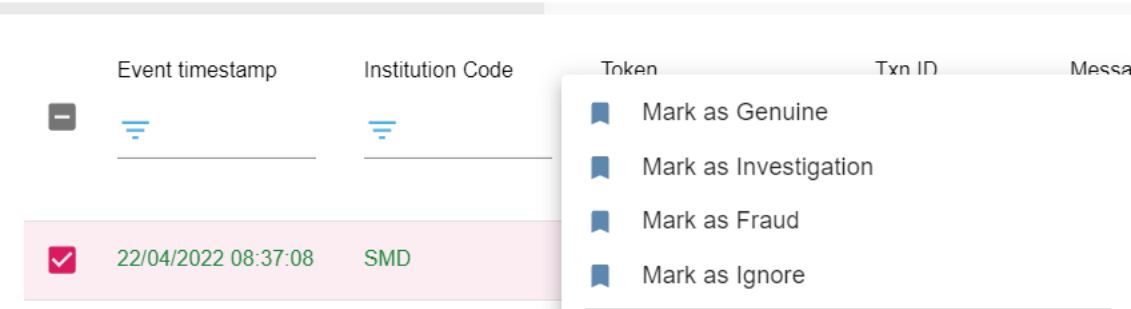 Event timestamp Institution Code Token Txn ID
Mark as Genuine
Mark as Investigation
Mark as Fraud
22/04/2022 08:37:08 SMD
Mark as Ignore